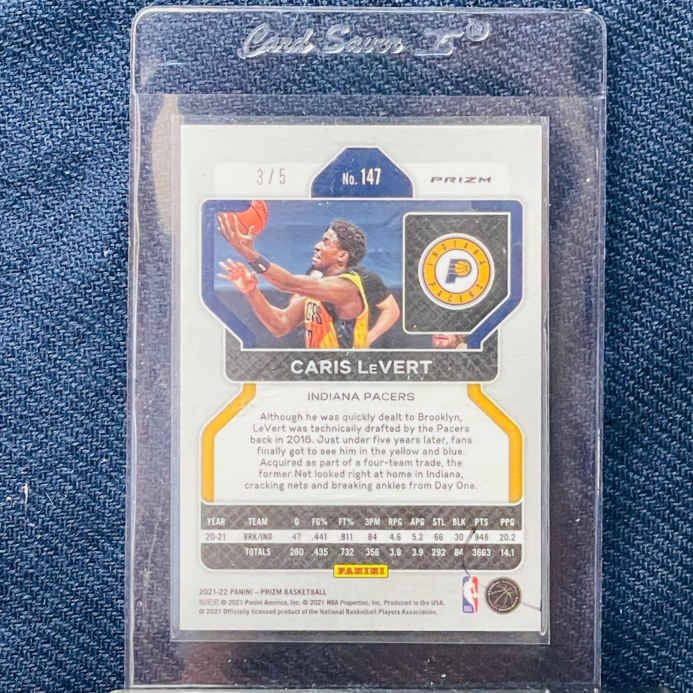 Card Saver I®
3/5
No. 147
PRIZM
INDIANA
PACERS
CARIS LeVERT
INDIANA PACERS
Although he was quickly dealt to Brooklyn,
LeVert was technically drafted by the Pacers
back in 2016. Just under five years later, fans
finally got to see him in the yellow and blue.
Acquired as part of a four-team trade, the
former Net looked right at home in Indiana,
cracking nets and breaking ankles from Day One.
YEAR TEAM G FG% FT% 3PM RPG APG STL BLK PTS PPG
20-21 BRK/IND 47 .441 .811 84 4.6 5.2 66 30 948 20.2
TOTALS 260 .435 .732 356 3.9 3.9 292 84 3663 14.1
PANINI
2021-22 PANINI – PRIZM BASKETBALL
© 2021 Panini America, Inc. © 2021 NBA Properties, Inc. Produced in the USA.
© 2021 Officially licensed product of the National Basketball Players Association.